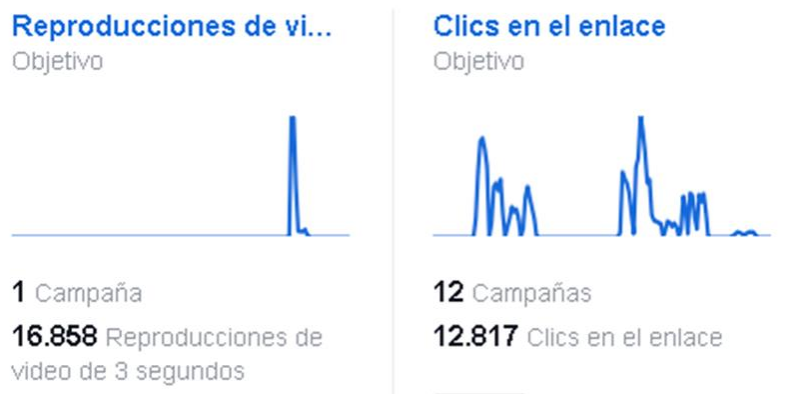 Reproducciones de vi...
Objetivo
1 Campaña
16.858 Reproducciones de
video de 3 segundos
Clics en el enlace
Objetivo
12 Campañas
12.817 Clics en el enlace